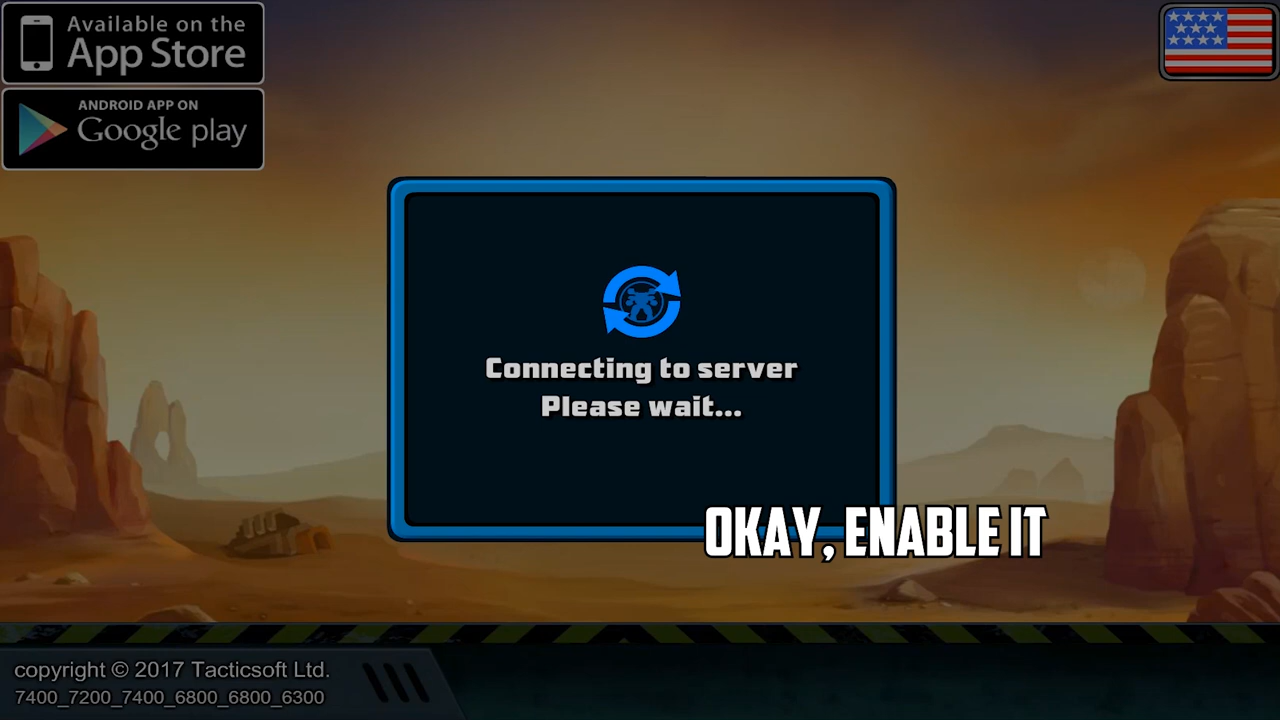 Available on the
App Store
ANDROID APP ON
Google play
Connecting to server
Please wait...
OKAY, ENABLE IT
copyright © 2017 Tacticsoft Ltd.
7400_7200_7400_6800_6800_6300